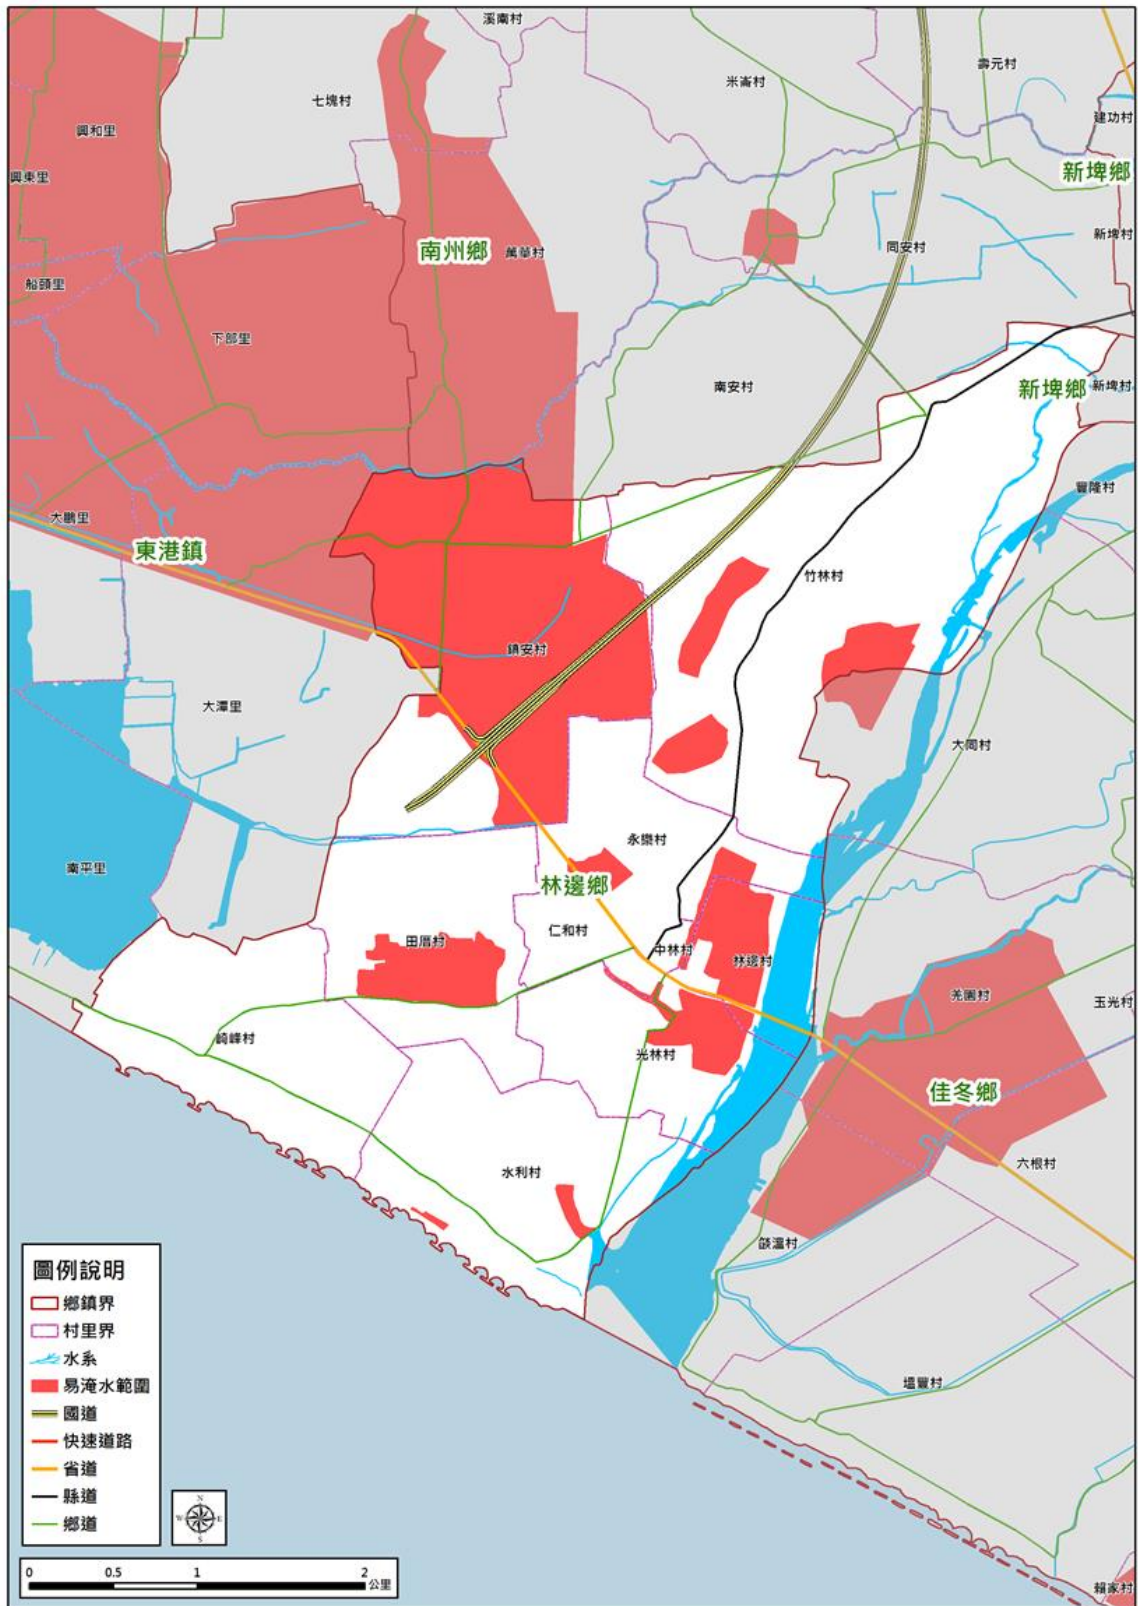 溪南村
壽元村
米崙村
七塊村
建功村
興和里
新埤鄉
興東里
新埤村
同安村
南州鄉
萬華村
船頭里
下部里
南安村
新埤鄉
新埤村
豐隆村
大鵬里
東港鎮
竹林村
鎮安村
大潭里
大同村
永樂村
南平里
林邊鄉
仁和村
田厝村
中林村
林邊村
羌園村
玉光村
崎峰村
光林村
佳冬鄉
六根村
水利村
燄溫村
塭豐村
圖例說明
鄉鎮界
村里界
水系
易淹水範圍
國道
快速道路
省道
縣道
鄉道
N
W E
S
0 0.5 1 2
公里
賴家村